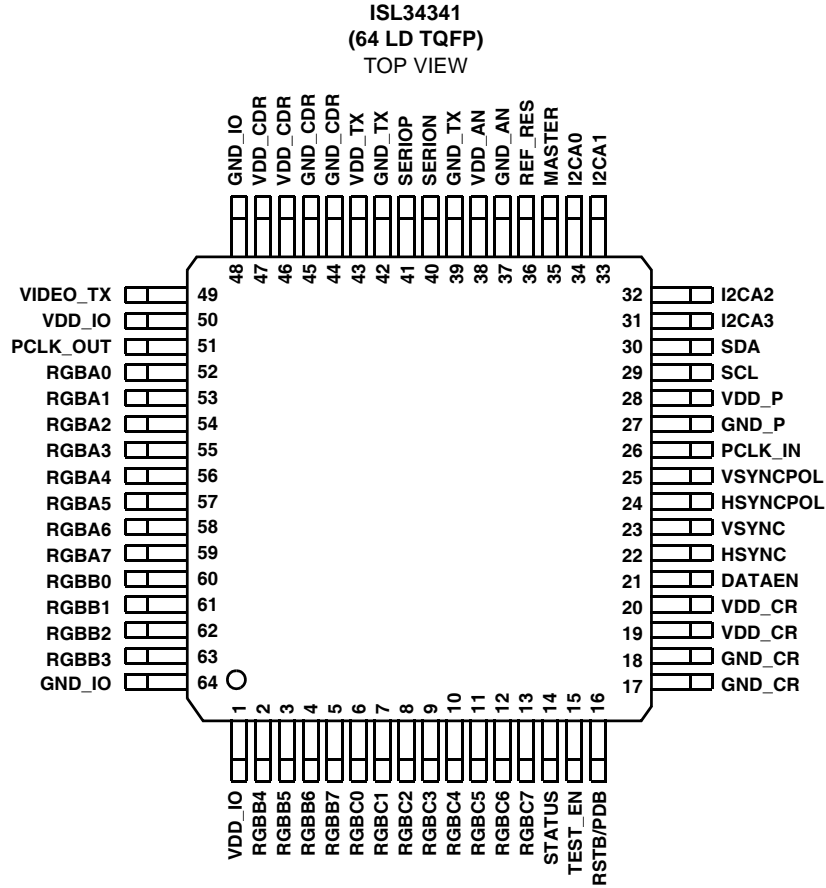 ISL34341
(64 LD TQFP)
TOP VIEW
GND_IO
VDD_CDR
VDD_CDR
GND_CDR
GND_CDR
VDD_TX
GND_TX
SERIOP
SERION
GND_TX
VDD_AN
GND_AN
REF_RES
MASTER
I2CA0
I2CA1
48
47
46
45
44
43
42
41
40
39
38
37
36
35
34
33
VIDEO_TX 49
VDD_IO 50
PCLK_OUT 51
RGBA0 52
RGBA1 53
RGBA2 54
RGBA3 55
RGBA4 56
RGBA5 57
RGBA6 58
RGBA7 59
RGBB0 60
RGBB1 61
RGBB2 62
RGBB3 63
GND_IO 64
32 I2CA2
31 I2CA3
30 SDA
29 SCL
28 VDD_P
27 GND_P
26 PCLK_IN
25 VSYNCPOL
24 HSYNCPOL
23 VSYNC
22 HSYNC
21 DATAEN
20 VDD_CR
19 VDD_CR
18 GND_CR
17 GND_CR
1
2
3
4
5
6
7
8
9
10
11
12
13
14
15
16
VDD_IO
RGBB4
RGBB5
RGBB6
RGBB7
RGBC0
RGBC1
RGBC2
RGBC3
RGBC4
RGBC5
RGBC6
RGBC7
STATUS
TEST_EN
RSTB/PDB